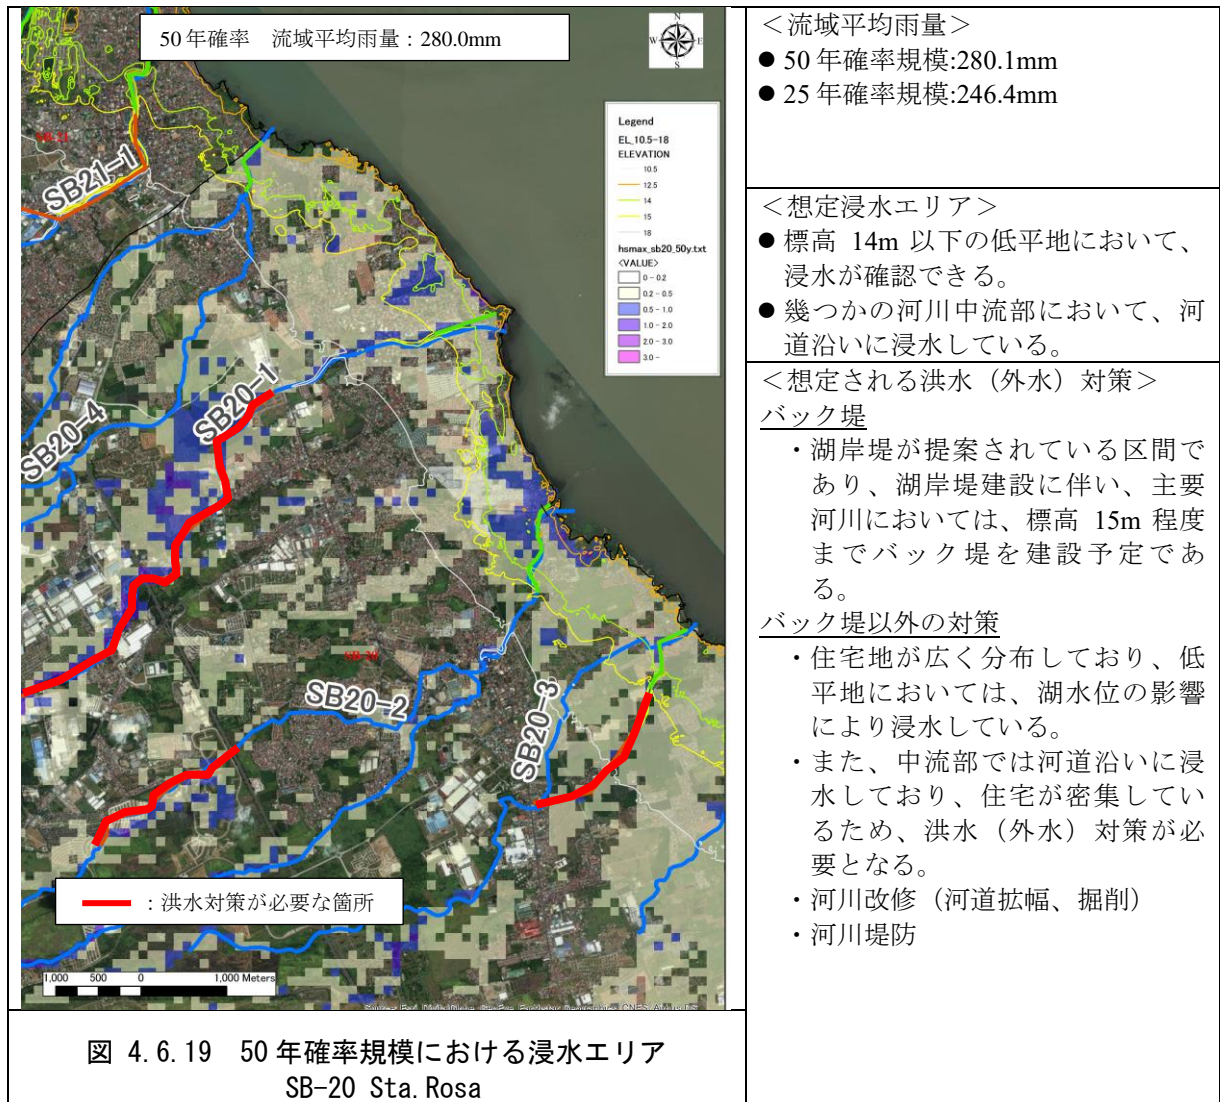 50 年確率　流域平均雨量：280.0mm
N
W
E
S
Legend
EL_10.5-18
ELEVATION
10.5
12.5
14
15
18
hsmax_sb20_50y.txt
<VALUE>
0 - 0.2
0.2 - 0.5
0.5 - 1.0
1.0 - 2.0
2.0 - 3.0
3.0 -
SB-21
SB21-1
SB20-1
SB20-4
SB20-2
SB20-3
：洪水対策が必要な箇所
1,000 500 0 1,000 Meters
図 4.6.19　50 年確率規模における浸水エリア
SB-20 Sta.Rosa
＜流域平均雨量＞
● 50 年確率規模:280.1mm
● 25 年確率規模:246.4mm
＜想定浸水エリア＞
● 標高 14m 以下の低平地において、
浸水が確認できる。
● 幾つかの河川中流部において、河
道沿いに浸水している。
＜想定される洪水（外水）対策＞
バック堤
・湖岸堤が提案されている区間で
あり、湖岸堤建設に伴い、主要
河川においては、標高 15m 程度
までバック堤を建設予定であ
る。
バック堤以外の対策
・住宅地が広く分布しており、低
平地においては、湖水位の影響
により浸水している。
・また、中流部では河道沿いに浸
水しており、住宅が密集してい
るため、洪水（外水）対策が必
要となる。
・河川改修（河道拡幅、掘削）
・河川堤防